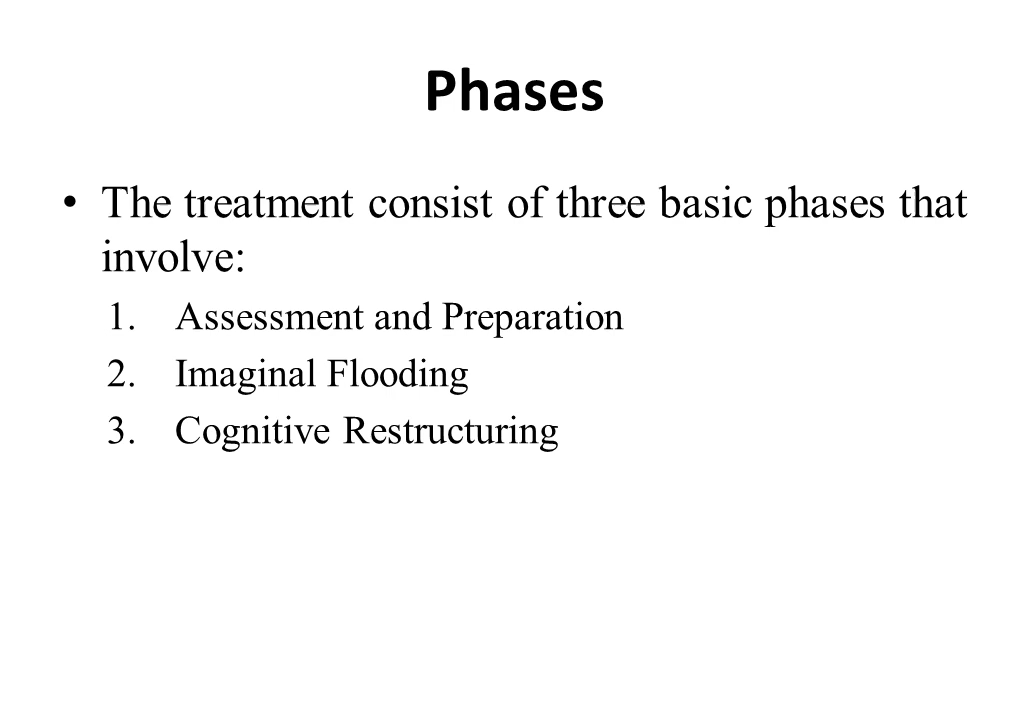 Phases
• The treatment consist of three basic phases that
involve:
1. Assessment and Preparation
2. Imaginal Flooding
3. Cognitive Restructuring